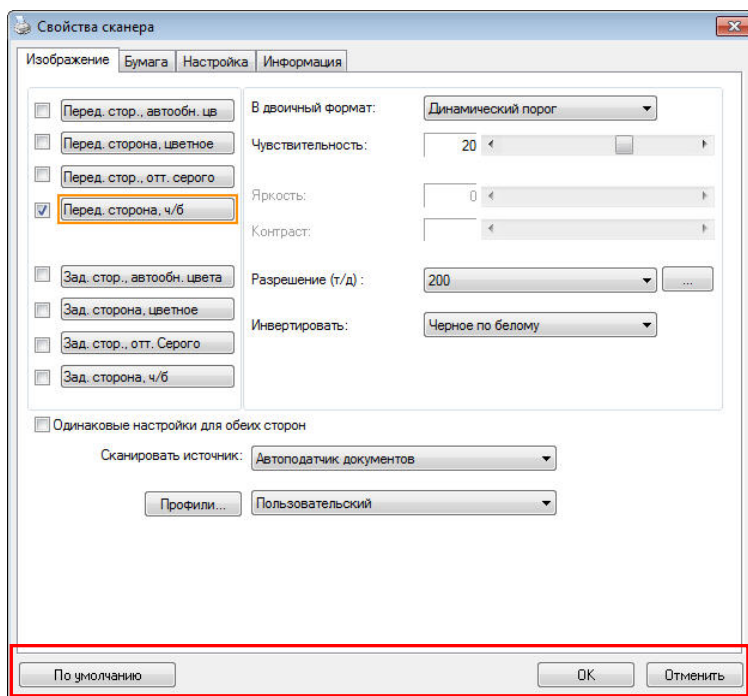 Свойства сканера
Изображение Бумага Настройка Информация
Перед. стор., автообн. цв
Перед. сторона, цветное
Перед. стор., отт. серого
Перед. сторона, ч/б
Зад. стор., автообн. цвета
Зад. сторона, цветное
Зад. стор., отт. Серого
Зад. сторона, ч/б
В двоичный формат: Динамический порог
Чувствительность: 20
Яркость: 0
Контраст:
Разрешение (т/д) : 200 ...
Инвертировать: Черное по белому
Одинаковые настройки для обеих сторон
Сканировать источник: Автоподатчик документов
Профили... Пользовательский
По умолчанию OK Отменить